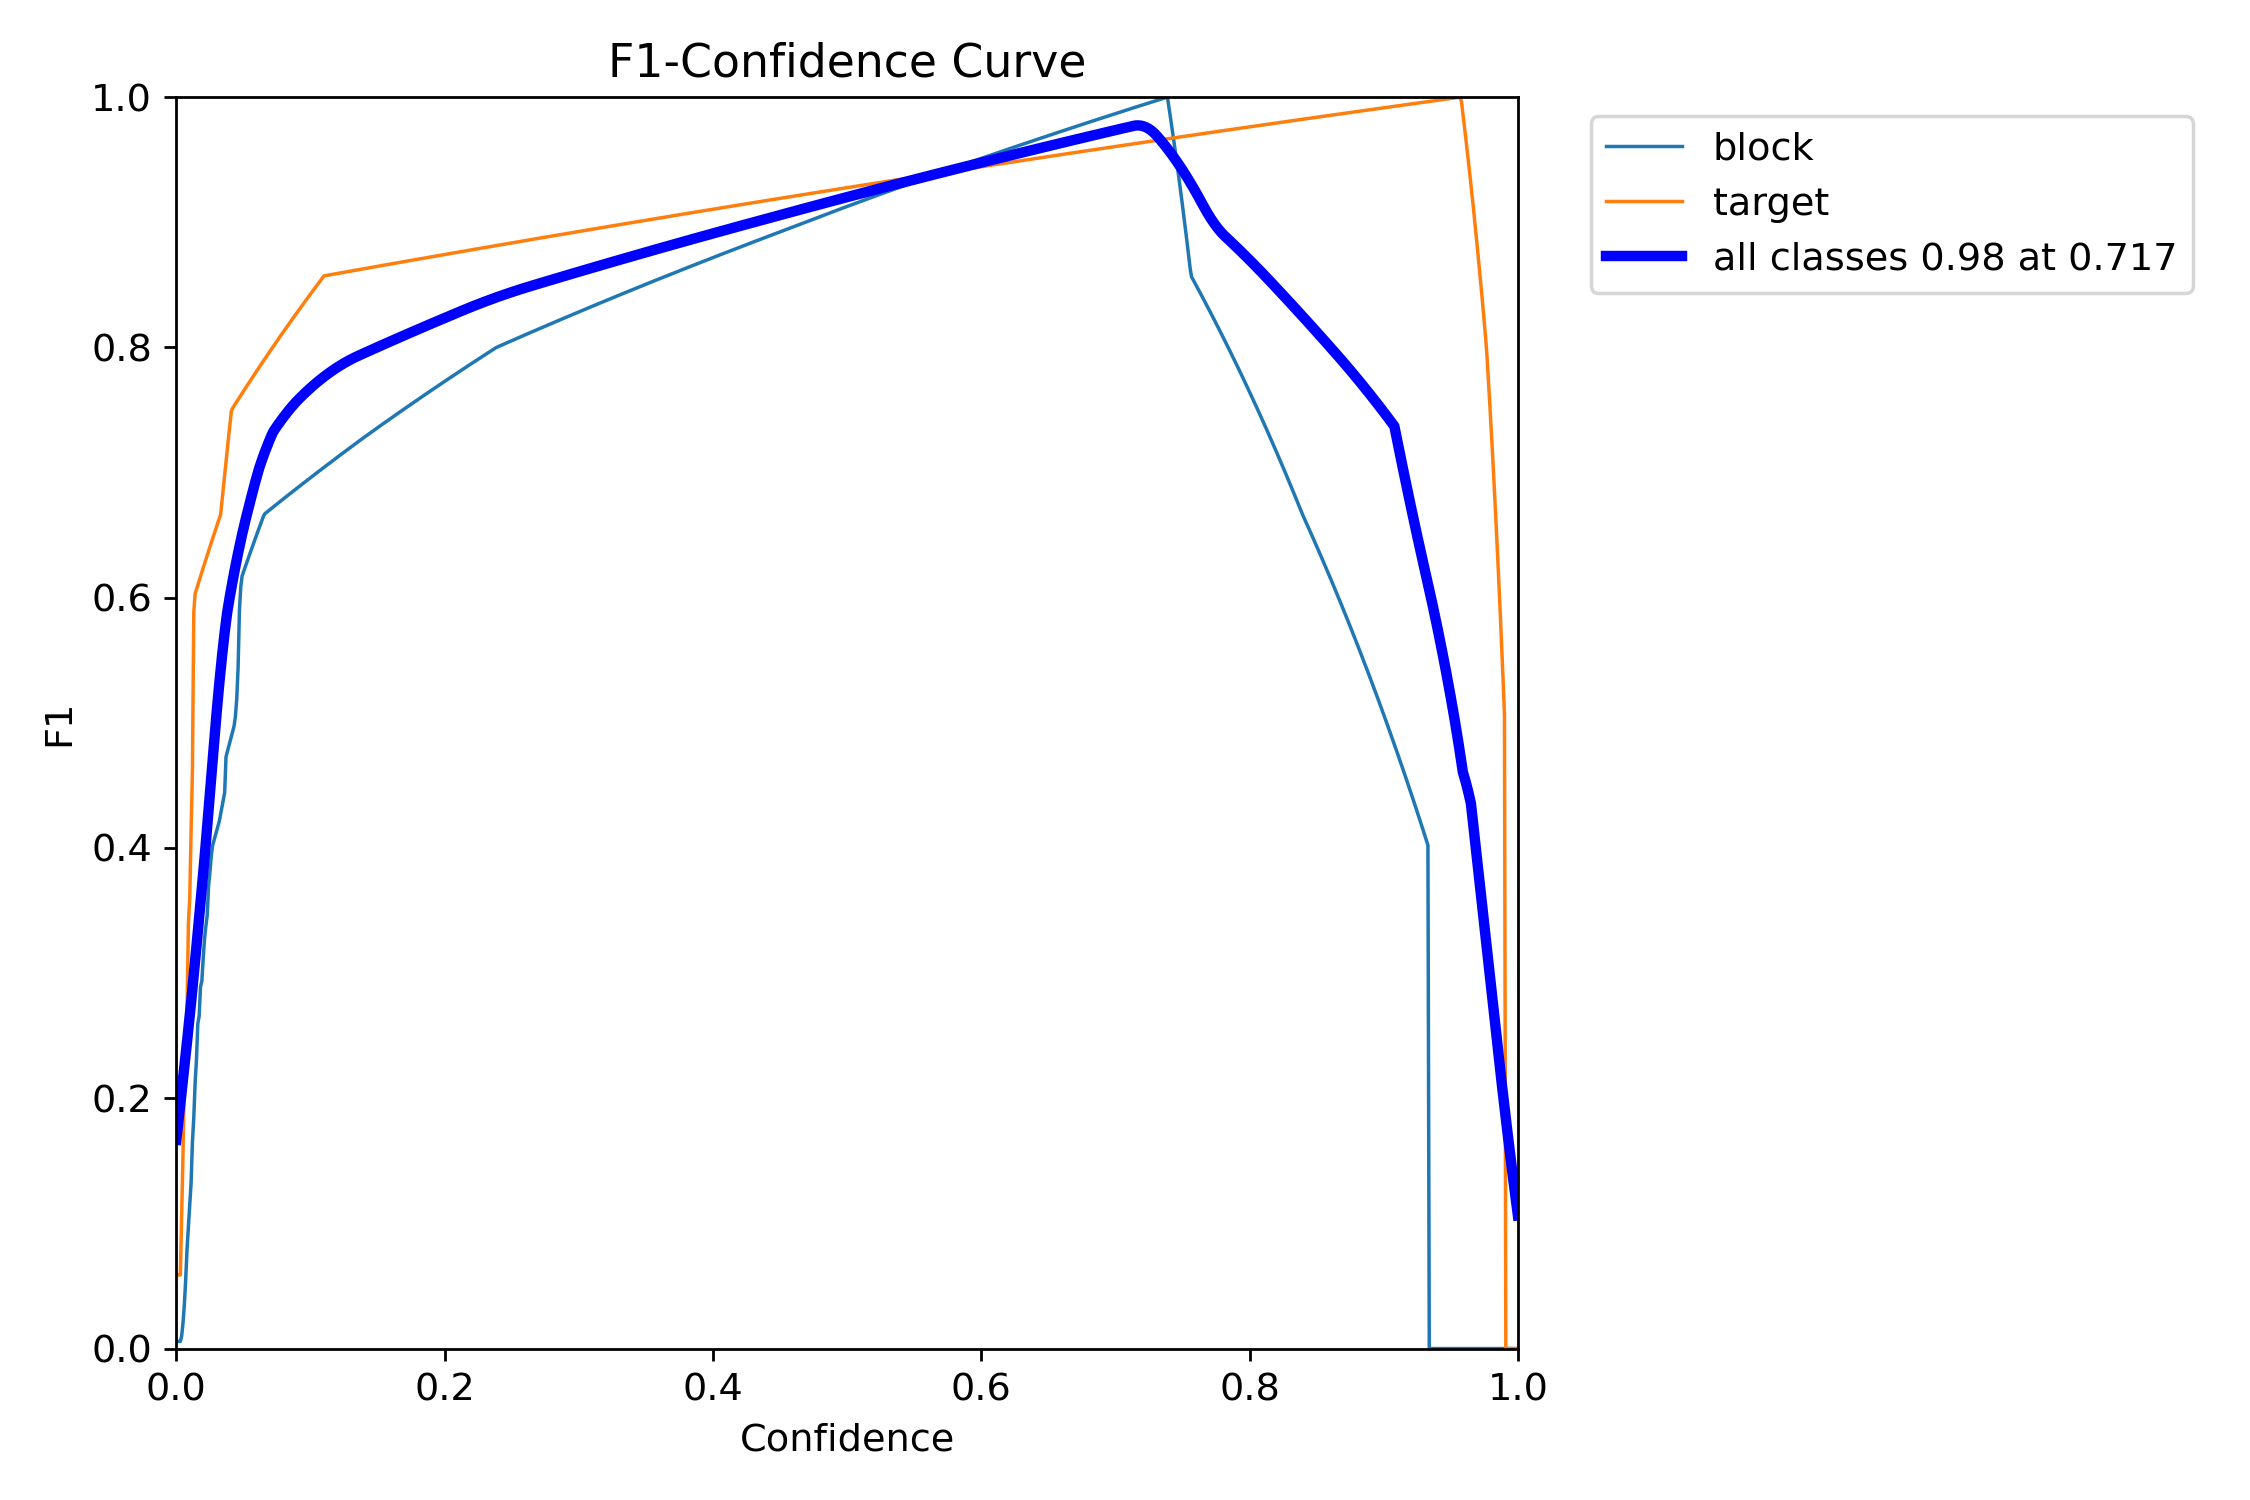 F1-Confidence Curve
1.0
0.8
0.6
0.4
0.2
0.0
F1
0.0 0.2 0.4 0.6 0.8 1.0
Confidence
block
target
all classes 0.98 at 0.717